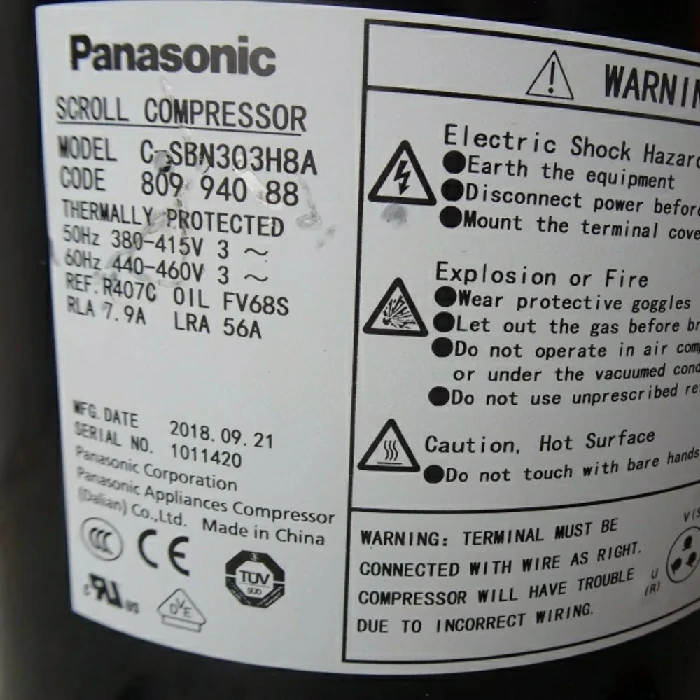 Panasonic
SCROLL COMPRESSOR
MODEL C-SBN303H8A
CODE 809 940 88
THERMALLY PROTECTED
50Hz 380-415V 3 ~
60Hz 440-460V 3 ~
REF. R407C OIL FV68S
RLA 7.9A LRA 56A
MFG. DATE 2018.09.21
SERIAL NO. 1011420
Panasonic Corporation
Panasonic Appliances Compressor
(Dalian) Co.,Ltd. Made in China
CCC CE
c RU us
TÜV
SÜD
DVE
WARNIN
Electric Shock Hazar
●Earth the equipment
●Disconnect power before
●Mount the terminal cove
Explosion or Fire
●Wear protective goggles
●Let out the gas before br
●Do not operate in air com
or under the vacuumed cond
●Do not use unprescribed re
Caution, Hot Surface
●Do not touch with bare hands
WARNING: TERMINAL MUST BE
CONNECTED WITH WIRE AS RIGHT.
COMPRESSOR WILL HAVE TROUBLE
DUE TO INCORRECT WIRING.
V(S
U
(R)